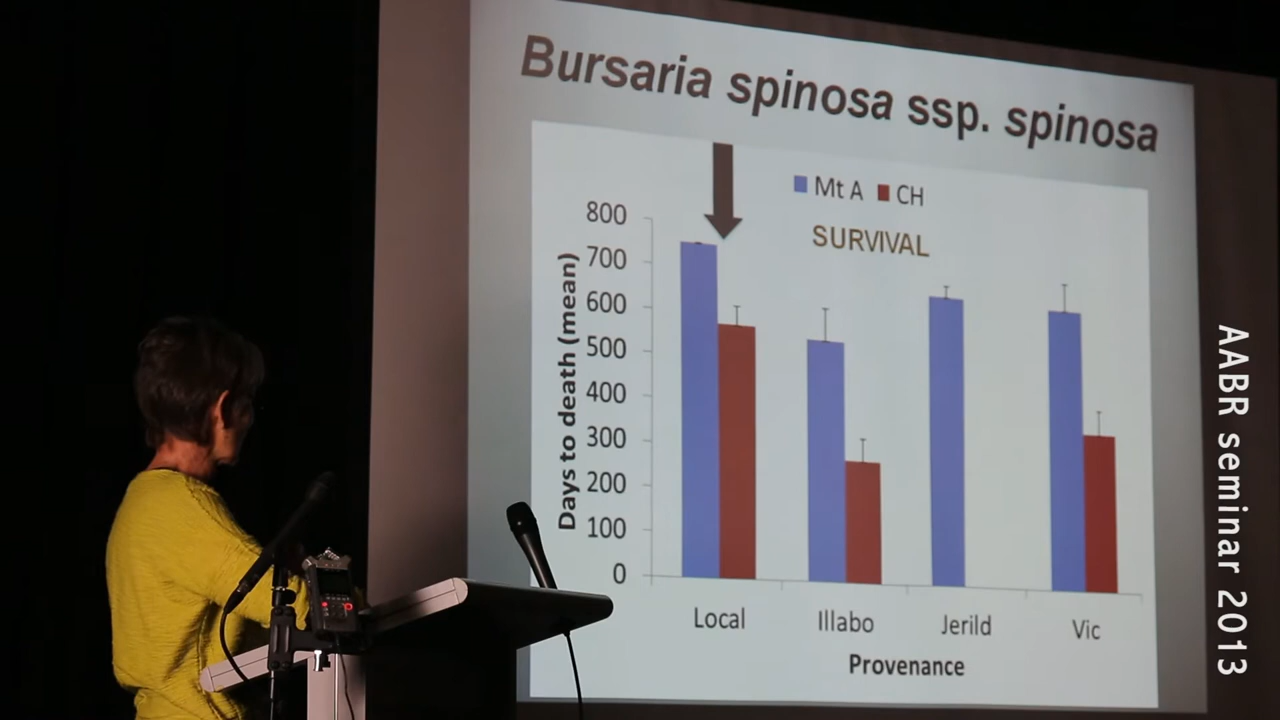 Bursaria spinosa ssp. spinosa
Mt A CH
SURVIVAL
Days to death (mean)
800
700
600
500
400
300
200
100
0
Local Illabo Jerild Vic
Provenance
AABR seminar 2013